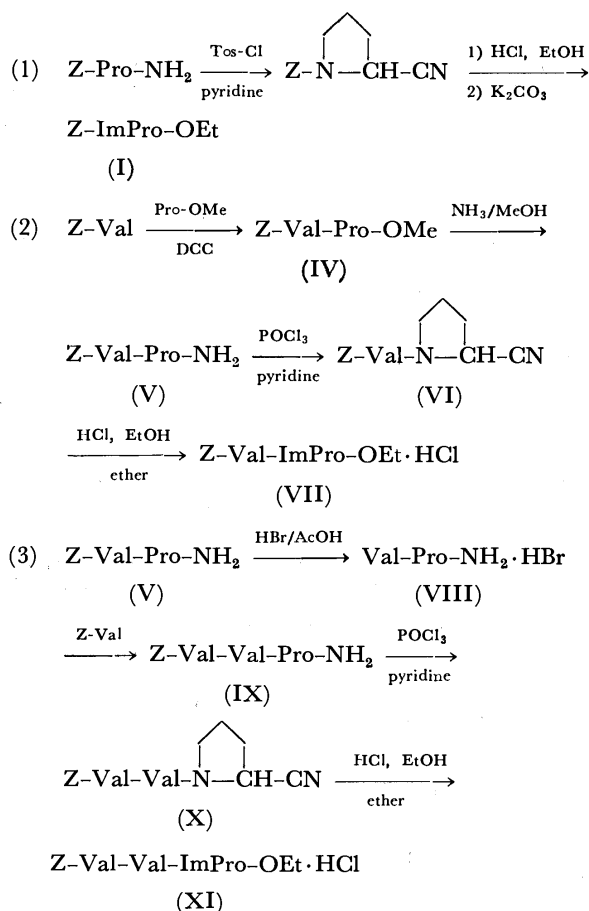 (1) Z-Pro-NH₂ Tos-Cl pyridine Z-N-CH-CN 1) HCl, EtOH 2) K₂CO₃
Z-ImPro-OEt
(I)
(2) Z-Val Pro-OMe DCC Z-Val-Pro-OMe NH₃/MeOH
(IV)
Z-Val-Pro-NH₂ POCl₃ pyridine Z-Val-N-CH-CN
(V) (VI)
HCl, EtOH ether Z-Val-ImPro-OEt·HCl
(VII)
(3) Z-Val-Pro-NH₂ HBr/AcOH Val-Pro-NH₂·HBr
(V) (VIII)
Z-Val Z-Val-Val-Pro-NH₂ POCl₃ pyridine
(IX)
Z-Val-Val-N-CH-CN HCl, EtOH ether
(X)
Z-Val-Val-ImPro-OEt·HCl
(XI)